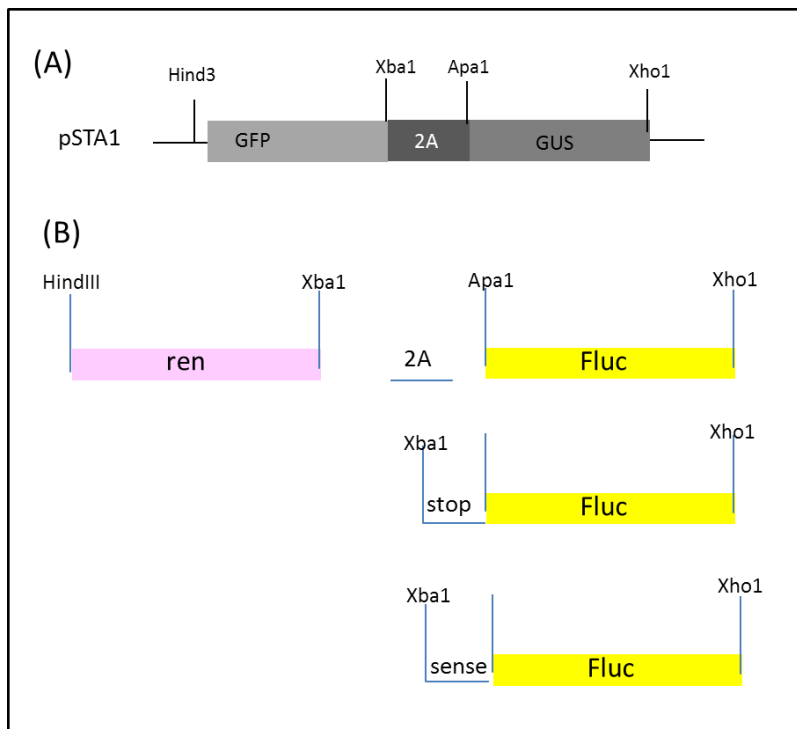 (A)
Hind3 Xba1 Apa1 Xho1
pSTA1 GFP 2A GUS
(B)
HindIII Xba1 Apa1 Xho1
ren 2A Fluc
Xba1 Xho1
stop Fluc
Xba1 Xho1
sense Fluc